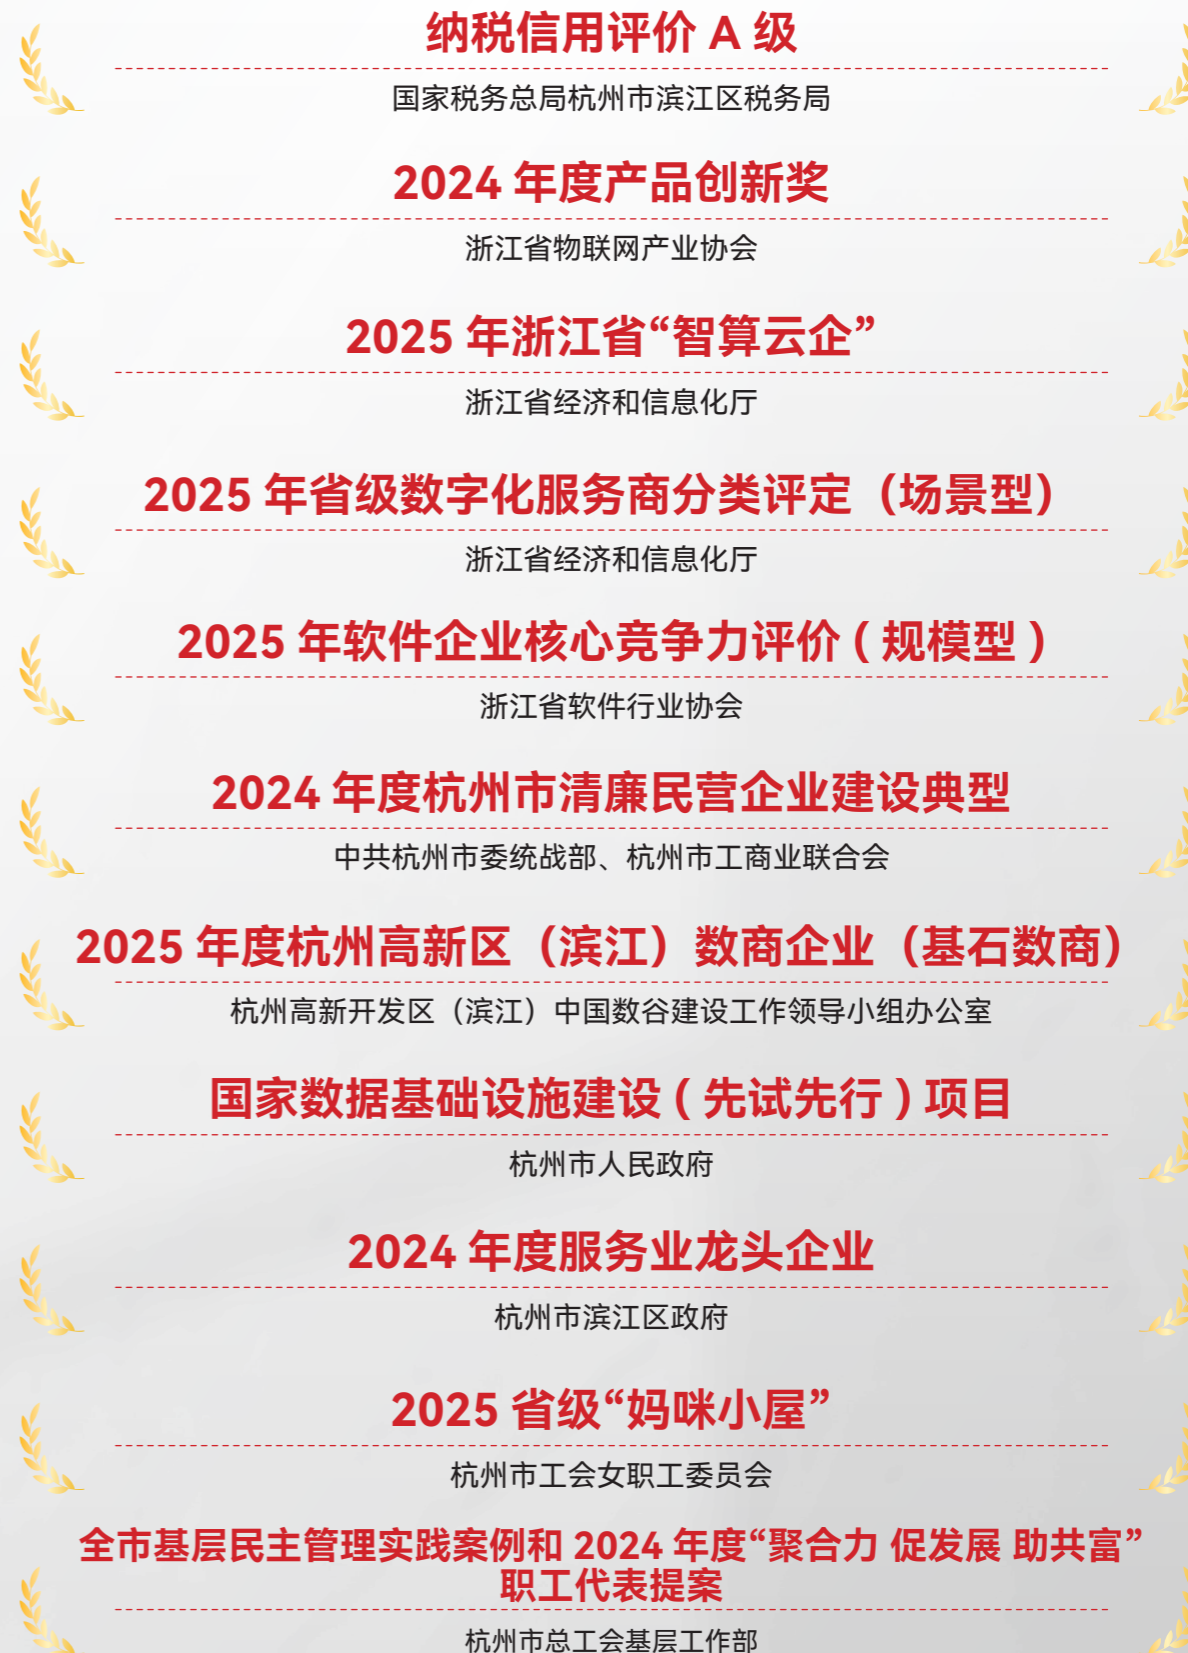 纳税信用评价 A 级
国家税务总局杭州市滨江区税务局
2024 年度产品创新奖
浙江省物联网产业协会
2025 年浙江省“智算云企”
浙江省经济和信息化厅
2025 年省级数字化服务商分类评定（场景型）
浙江省经济和信息化厅
2025 年软件企业核心竞争力评价 ( 规模型 )
浙江省软件行业协会
2024 年度杭州市清廉民营企业建设典型
中共杭州市委统战部、杭州市工商业联合会
2025 年度杭州高新区（滨江）数商企业（基石数商）
杭州高新开发区（滨江）中国数谷建设工作领导小组办公室
国家数据基础设施建设 ( 先试先行 ) 项目
杭州市人民政府
2024 年度服务业龙头企业
杭州市滨江区政府
2025 省级“妈咪小屋”
杭州市工会女职工委员会
全市基层民主管理实践案例和 2024 年度“聚合力 促发展 助共富”
职工代表提案
杭州市总工会基层工作部